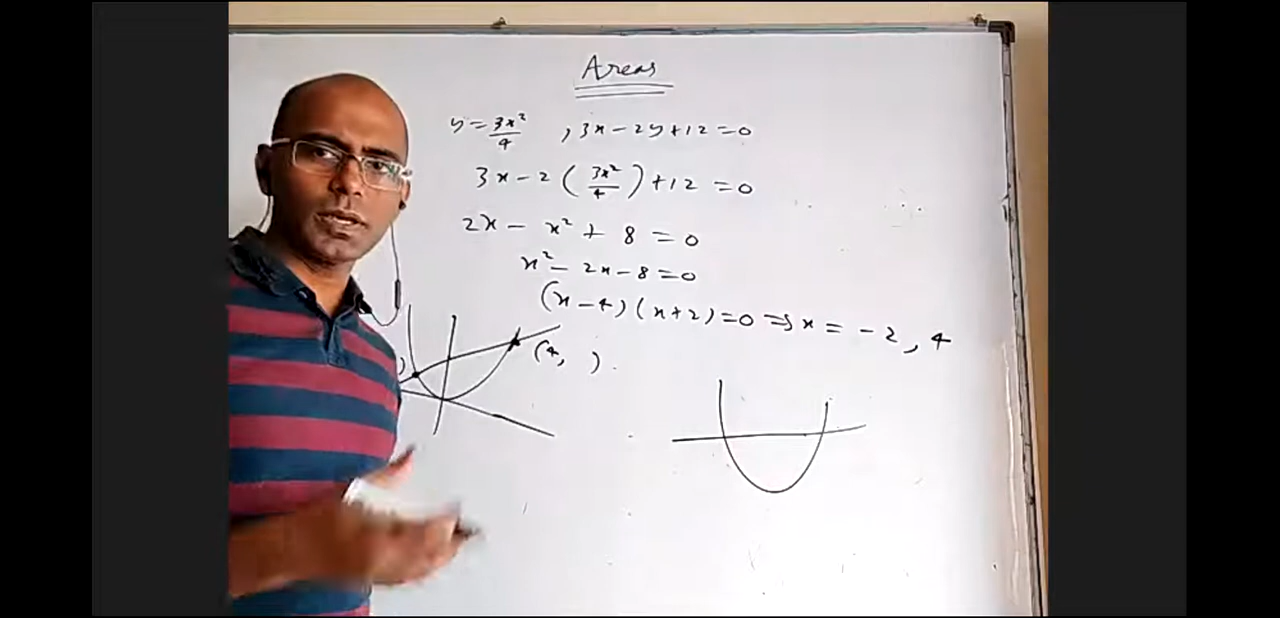 Areas
y = 3x²/4 , 3x - 2y + 12 = 0
3x - 2 ( 3x²/4 ) + 12 = 0
2x - x² + 8 = 0
x² - 2x - 8 = 0
(x - 4) (x + 2) = 0 ⇒ x = -2, 4
(4, ).
)